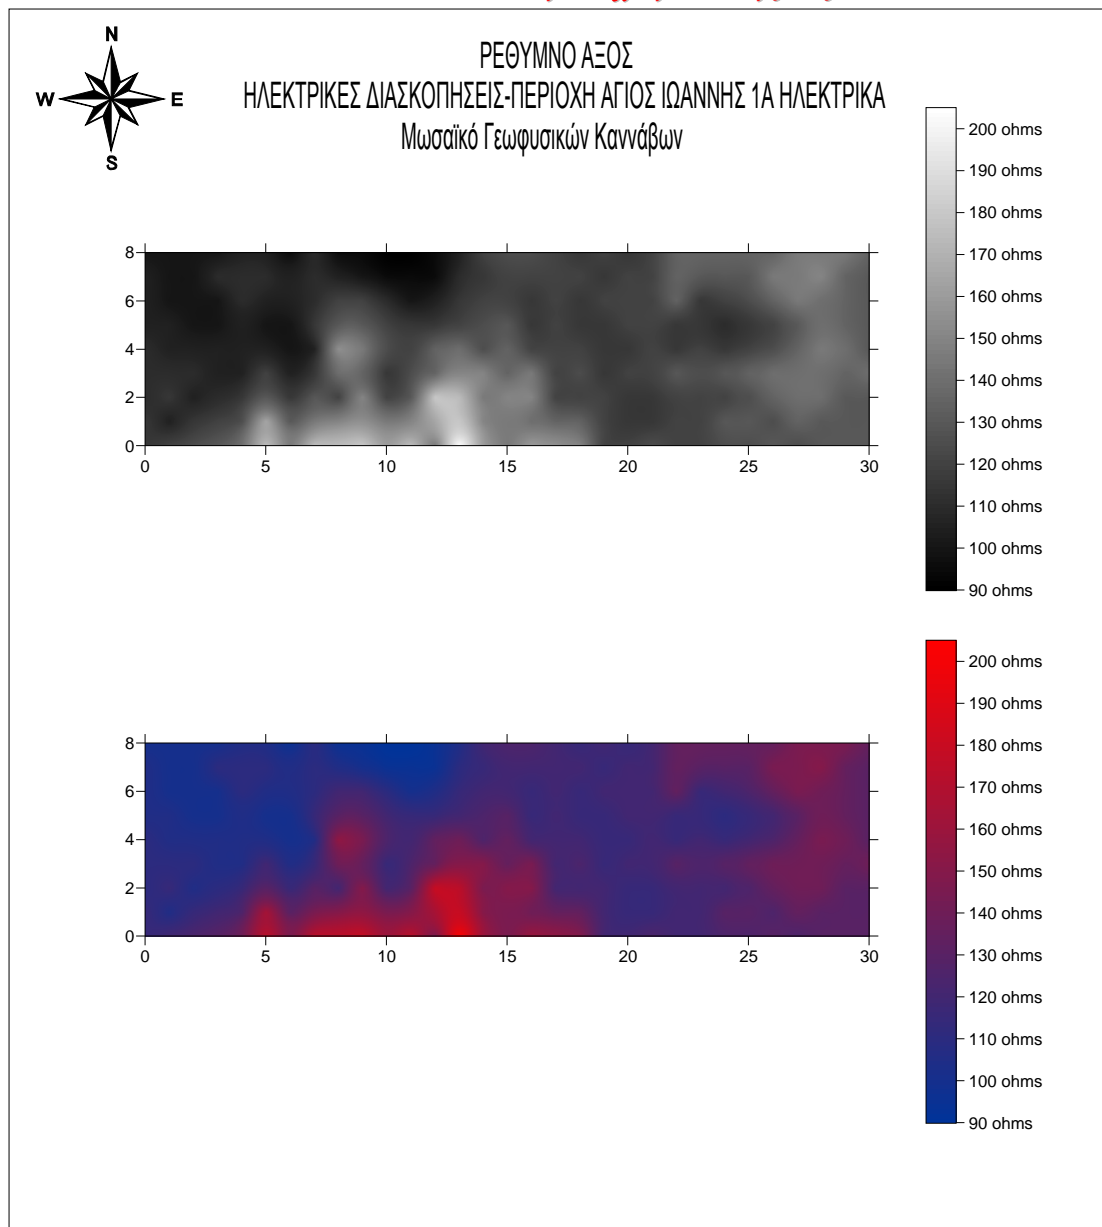 N
W E
S
ΡΕΘΥΜΝΟ ΑΞΟΣ
ΗΛΕΚΤΡΙΚΕΣ ΔΙΑΣΚΟΠΗΣΕΙΣ-ΠΕΡΙΟΧΗ ΑΓΙΟΣ ΙΩΑΝΝΗΣ 1Α ΗΛΕΚΤΡΙΚΑ
Μωσαϊκό Γεωφυσικών Καννάβων
200 ohms
190 ohms
180 ohms
170 ohms
160 ohms
150 ohms
140 ohms
130 ohms
120 ohms
110 ohms
100 ohms
90 ohms
8
6
4
2
0
0 5 10 15 20 25 30
200 ohms
190 ohms
180 ohms
170 ohms
160 ohms
150 ohms
140 ohms
130 ohms
120 ohms
110 ohms
100 ohms
90 ohms
8
6
4
2
0
0 5 10 15 20 25 30